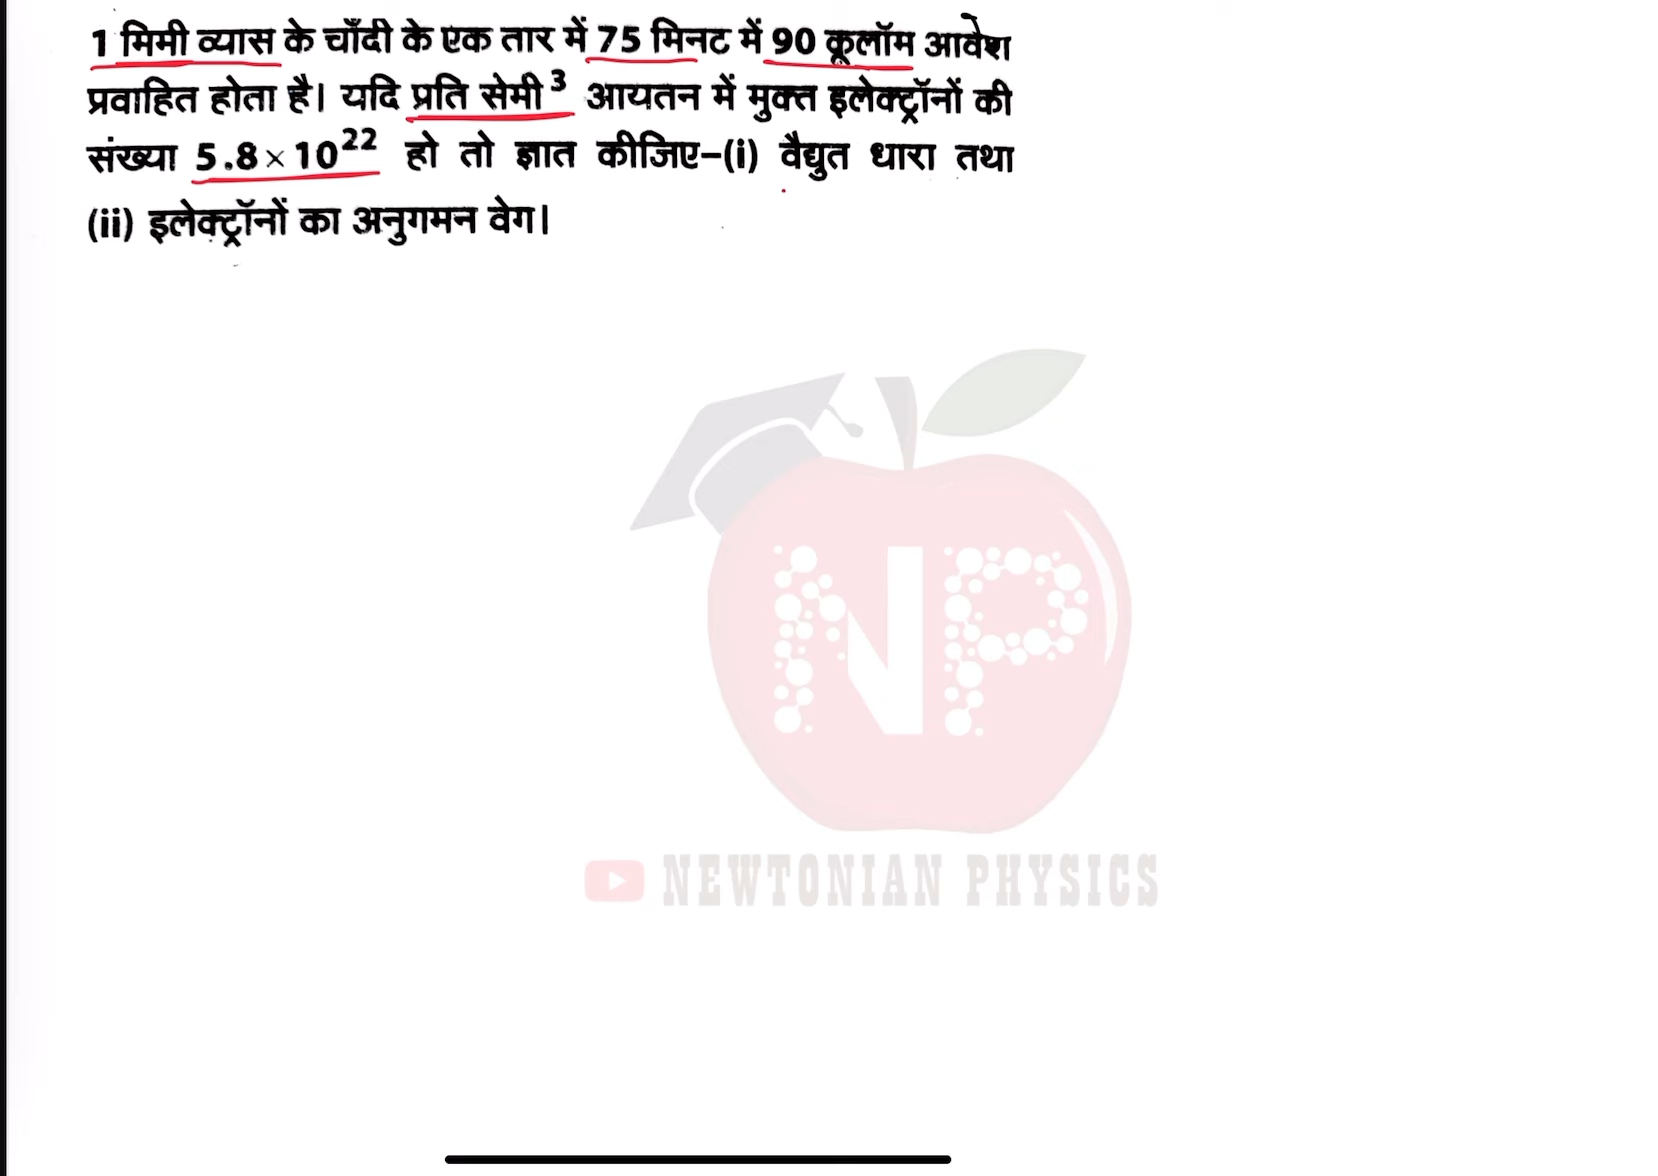 1 मिमी व्यास के चाँदी के एक तार में 75 मिनट में 90 कूलॉम आवेश
प्रवाहित होता है। यदि प्रति सेमी³ आयतन में मुक्त इलेक्ट्रॉनों की
संख्या 5.8×10²² हो तो ज्ञात कीजिए–(i) वैद्युत धारा तथा
(ii) इलेक्ट्रॉनों का अनुगमन वेग।
NP
NEWTONIAN PHYSICS